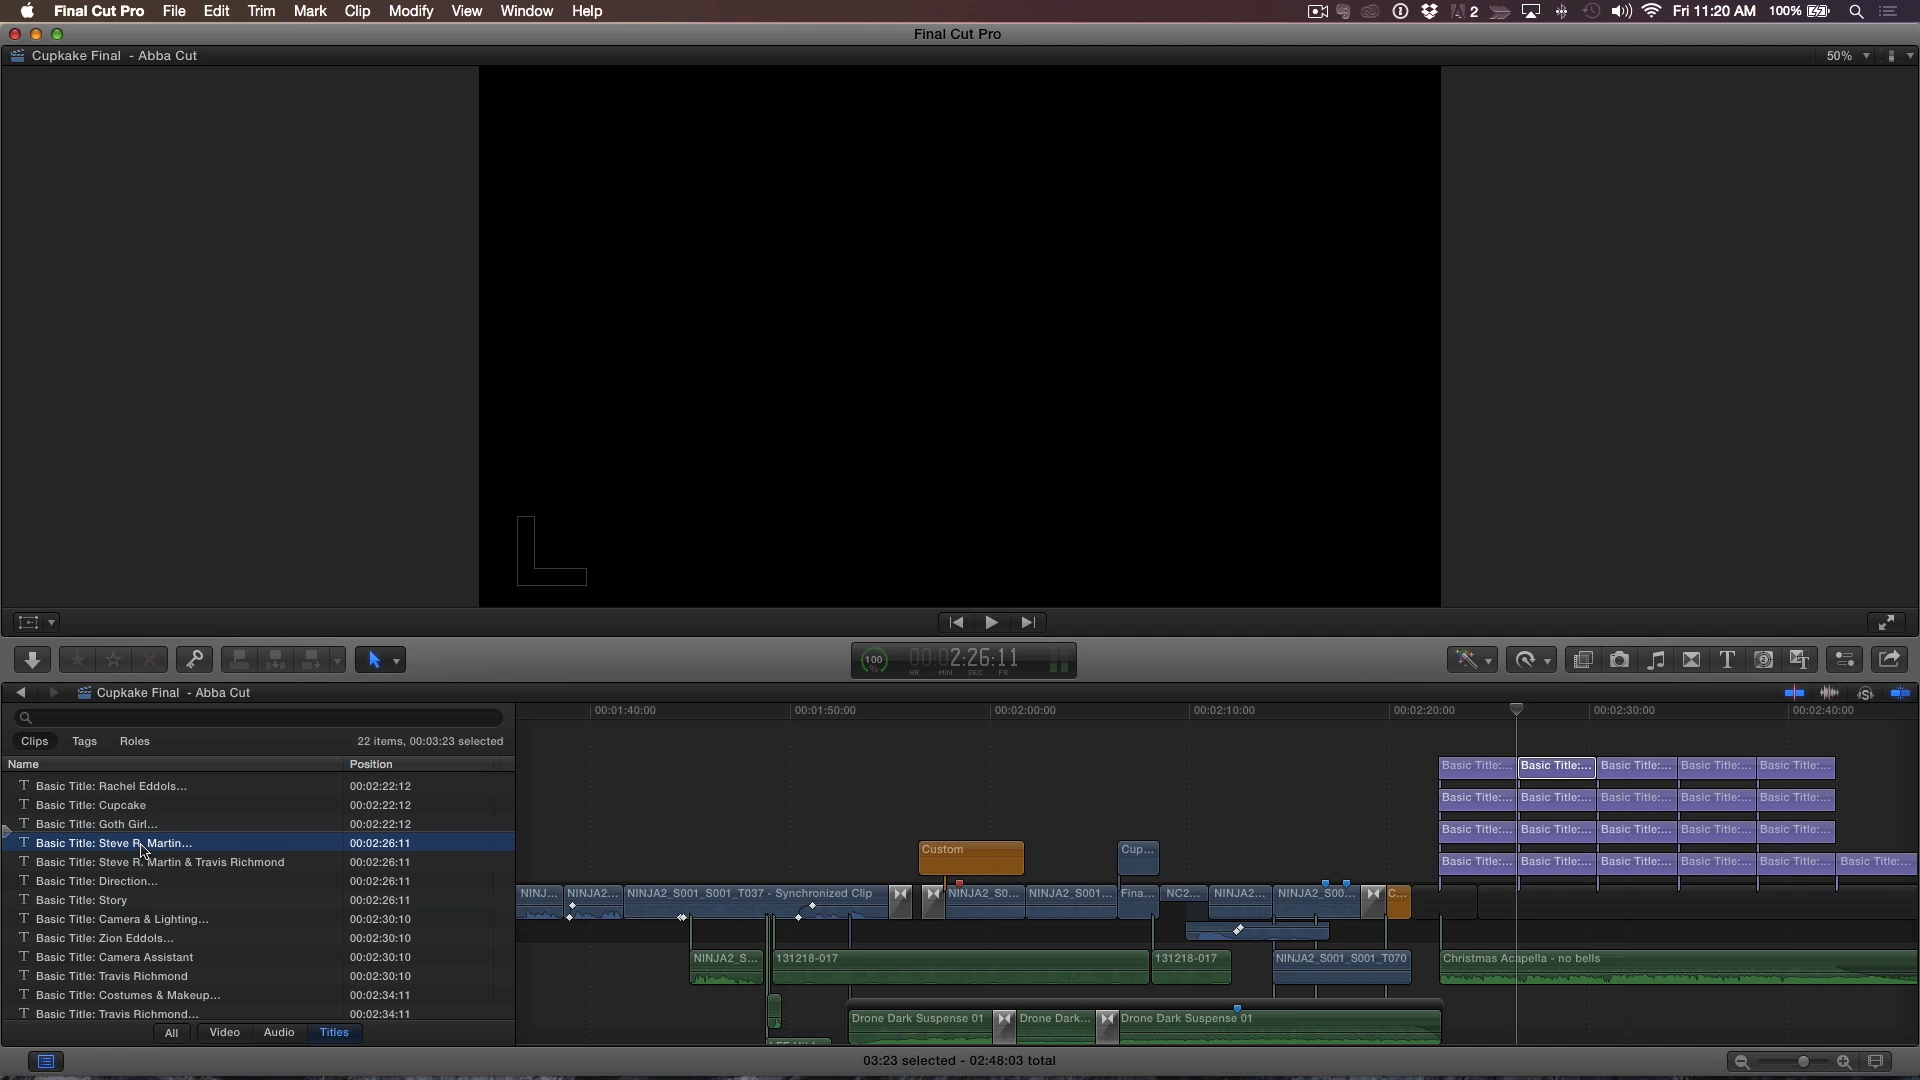 Final Cut Pro File Edit Trim Mark Clip Modify View Window Help 2 Fri 11:20 AM 100%
Final Cut Pro
Cupkake Final - Abba Cut 50%
100 % 00:02:26:11
HR MIN SEC FR
Cupkake Final - Abba Cut
00:01:40:00 00:01:50:00 00:02:00:00 00:02:10:00 00:02:20:00 00:02:30:00 00:02:40:00
Clips Tags Roles 22 items, 00:03:23 selected
Name Position
Basic Title: Rachel Eddols... 00:02:22:12
Basic Title: Cupcake 00:02:22:12
Basic Title: Goth Girl... 00:02:22:12
Basic Title: Steve R. Martin... 00:02:26:11
Basic Title: Steve R. Martin & Travis Richmond 00:02:26:11
Basic Title: Direction... 00:02:26:11
Basic Title: Story 00:02:26:11
Basic Title: Camera & Lighting... 00:02:30:10
Basic Title: Zion Eddols... 00:02:30:10
Basic Title: Camera Assistant 00:02:30:10
Basic Title: Travis Richmond 00:02:30:10
Basic Title: Costumes & Makeup... 00:02:34:11
Basic Title: Travis Richmond... 00:02:34:11
All Video Audio Titles
Basic Title:... Basic Title:... Basic Title:... Basic Title:... Basic Title:...
Basic Title:... Basic Title:... Basic Title:... Basic Title:... Basic Title:...
Basic Title:... Basic Title:... Basic Title:... Basic Title:... Basic Title:...
Custom Cup...
Basic Title:... Basic Title:... Basic Title:... Basic Title:... Basic Title:... Basic Title:...
NINJ... NINJA2... NINJA2_S001_S001_T037 - Synchronized Clip NINJA2_S0... NINJA2_S001... Fina... NC2... NINJA2... NINJA2_S00... C...
NINJA2_S... 131218-017 131218-017 NINJA2_S001_S001_T070 Christmas Acapella - no bells
Drone Dark Suspense 01 Drone Dark... Drone Dark Suspense 01
03:23 selected - 02:48:03 total